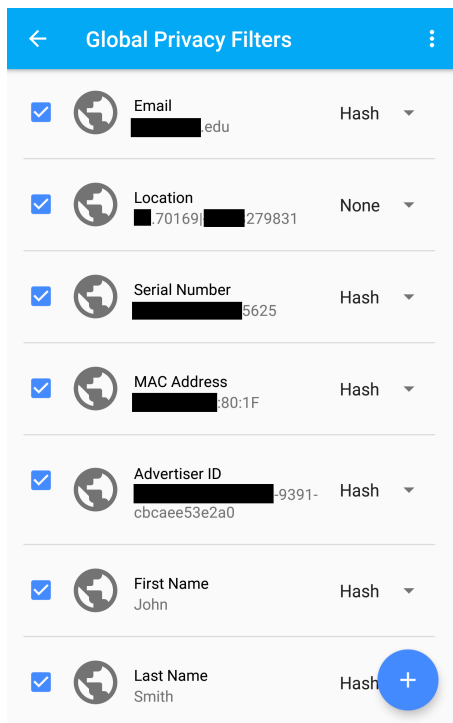 Global Privacy Filters
Email
.edu
Hash
Location
.70169|
279831
None
Serial Number
5625
Hash
MAC Address
:80:1F
Hash
Advertiser ID
-9391-
cbcaee53e2a0
Hash
First Name
John
Hash
Last Name
Smith
Hash